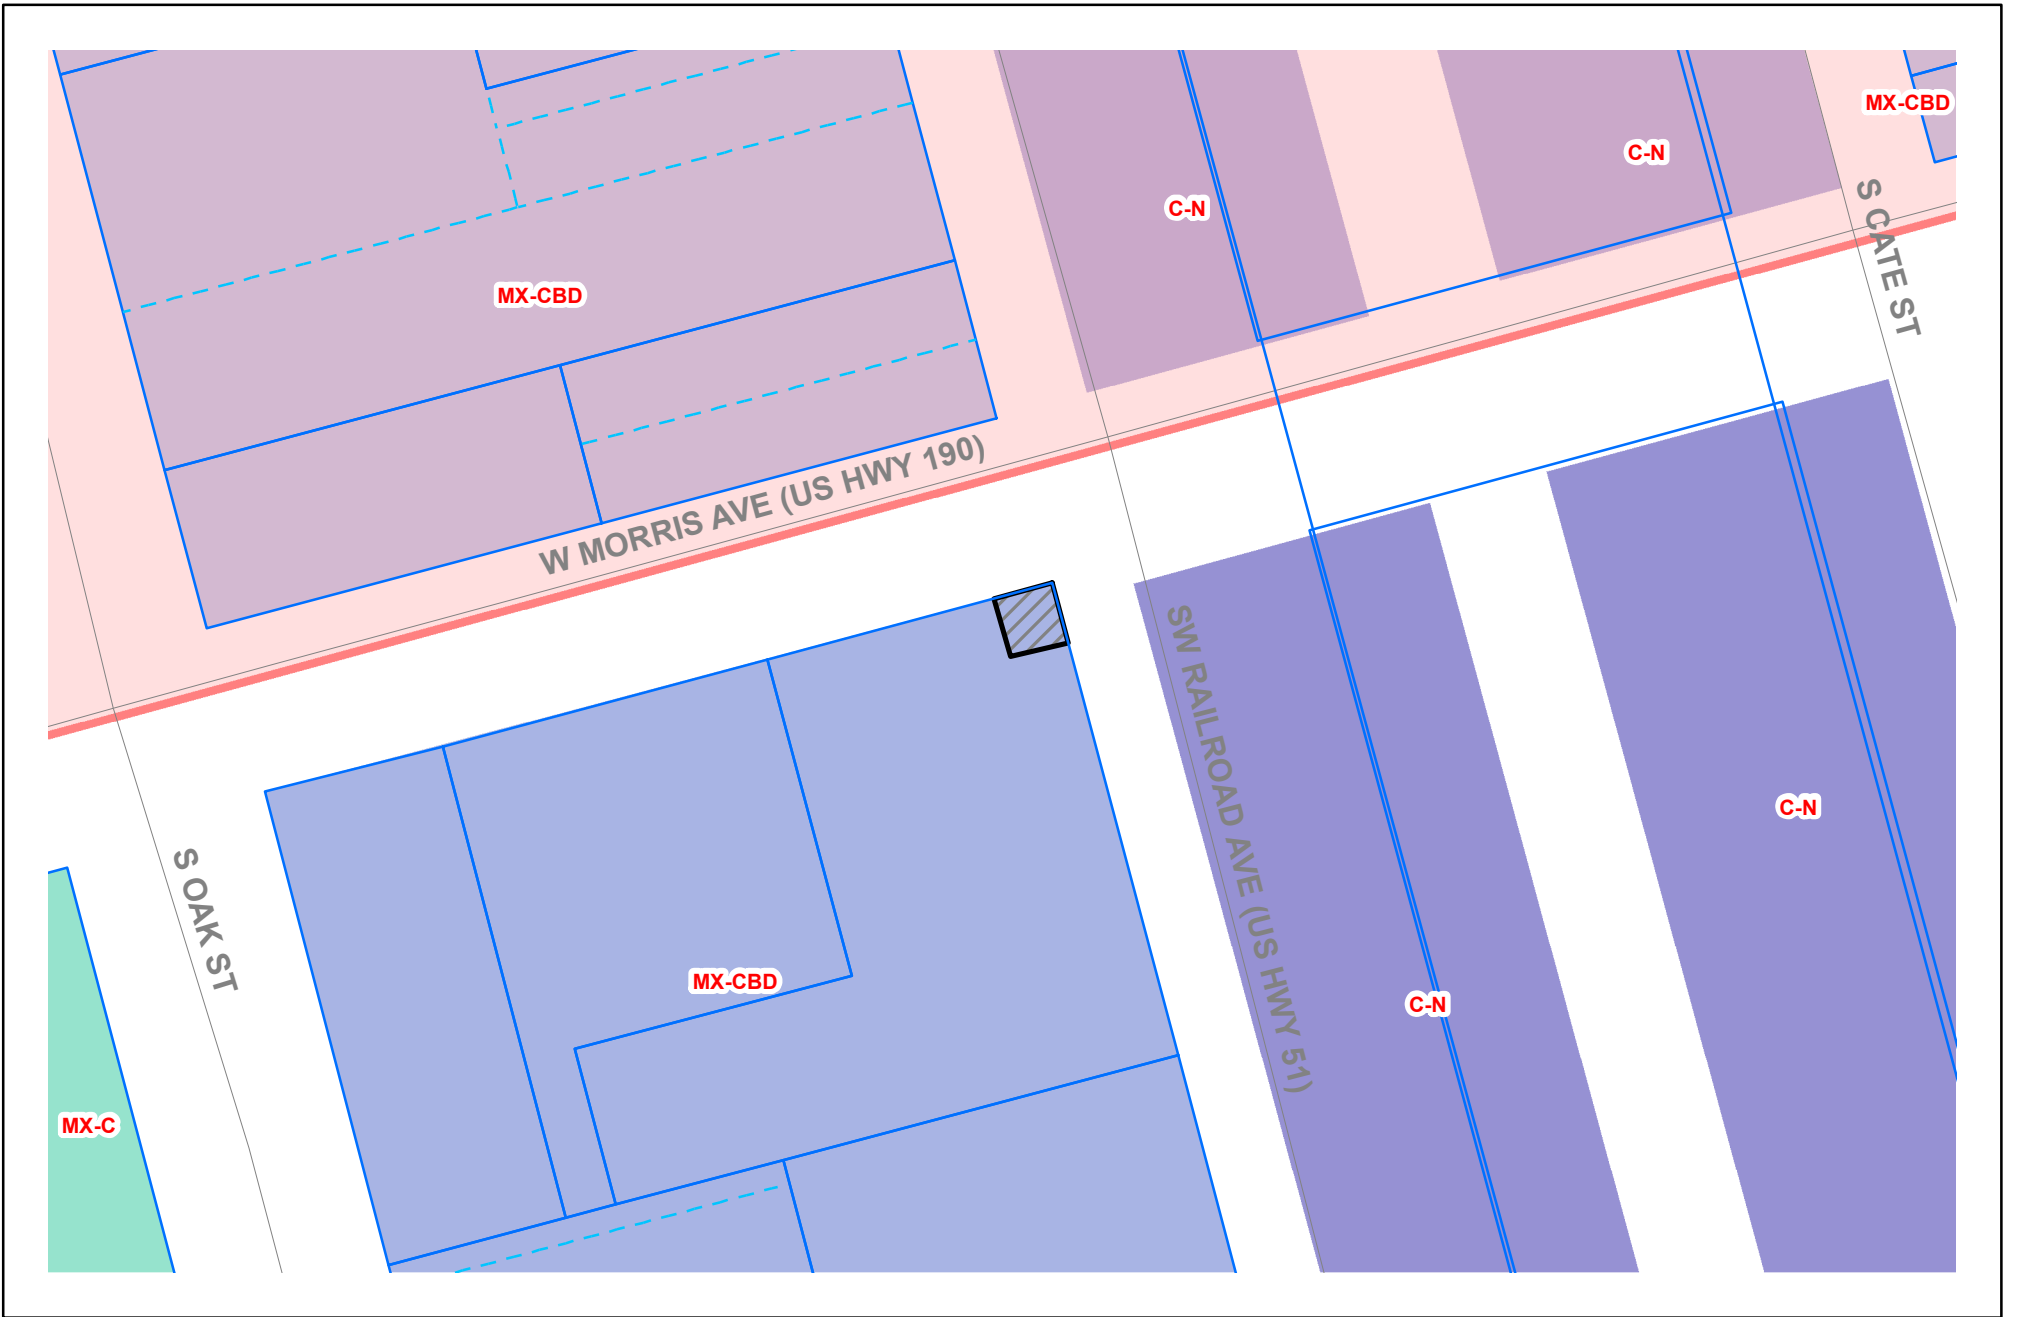 MX-CBD
C-N
C-N
S CATE ST
MX-CBD
W MORRIS AVE (US HWY 190)
SW RAILROAD AVE (US HWY 51)
C-N
S OAK ST
MX-CBD
C-N
MX-C